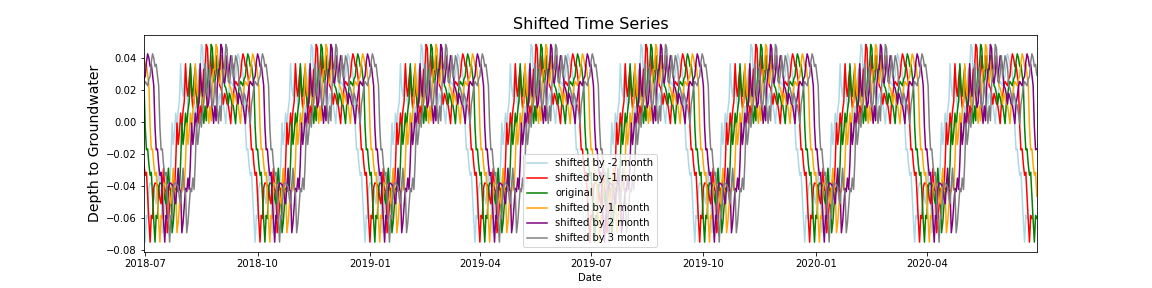 Shifted Time Series
Depth to Groundwater
0.04
0.02
0.00
−0.02
−0.04
−0.06
−0.08
shifted by -2 month
shifted by -1 month
original
shifted by 1 month
shifted by 2 month
shifted by 3 month
2018-07 2018-10 2019-01 2019-04 2019-07 2019-10 2020-01 2020-04
Date